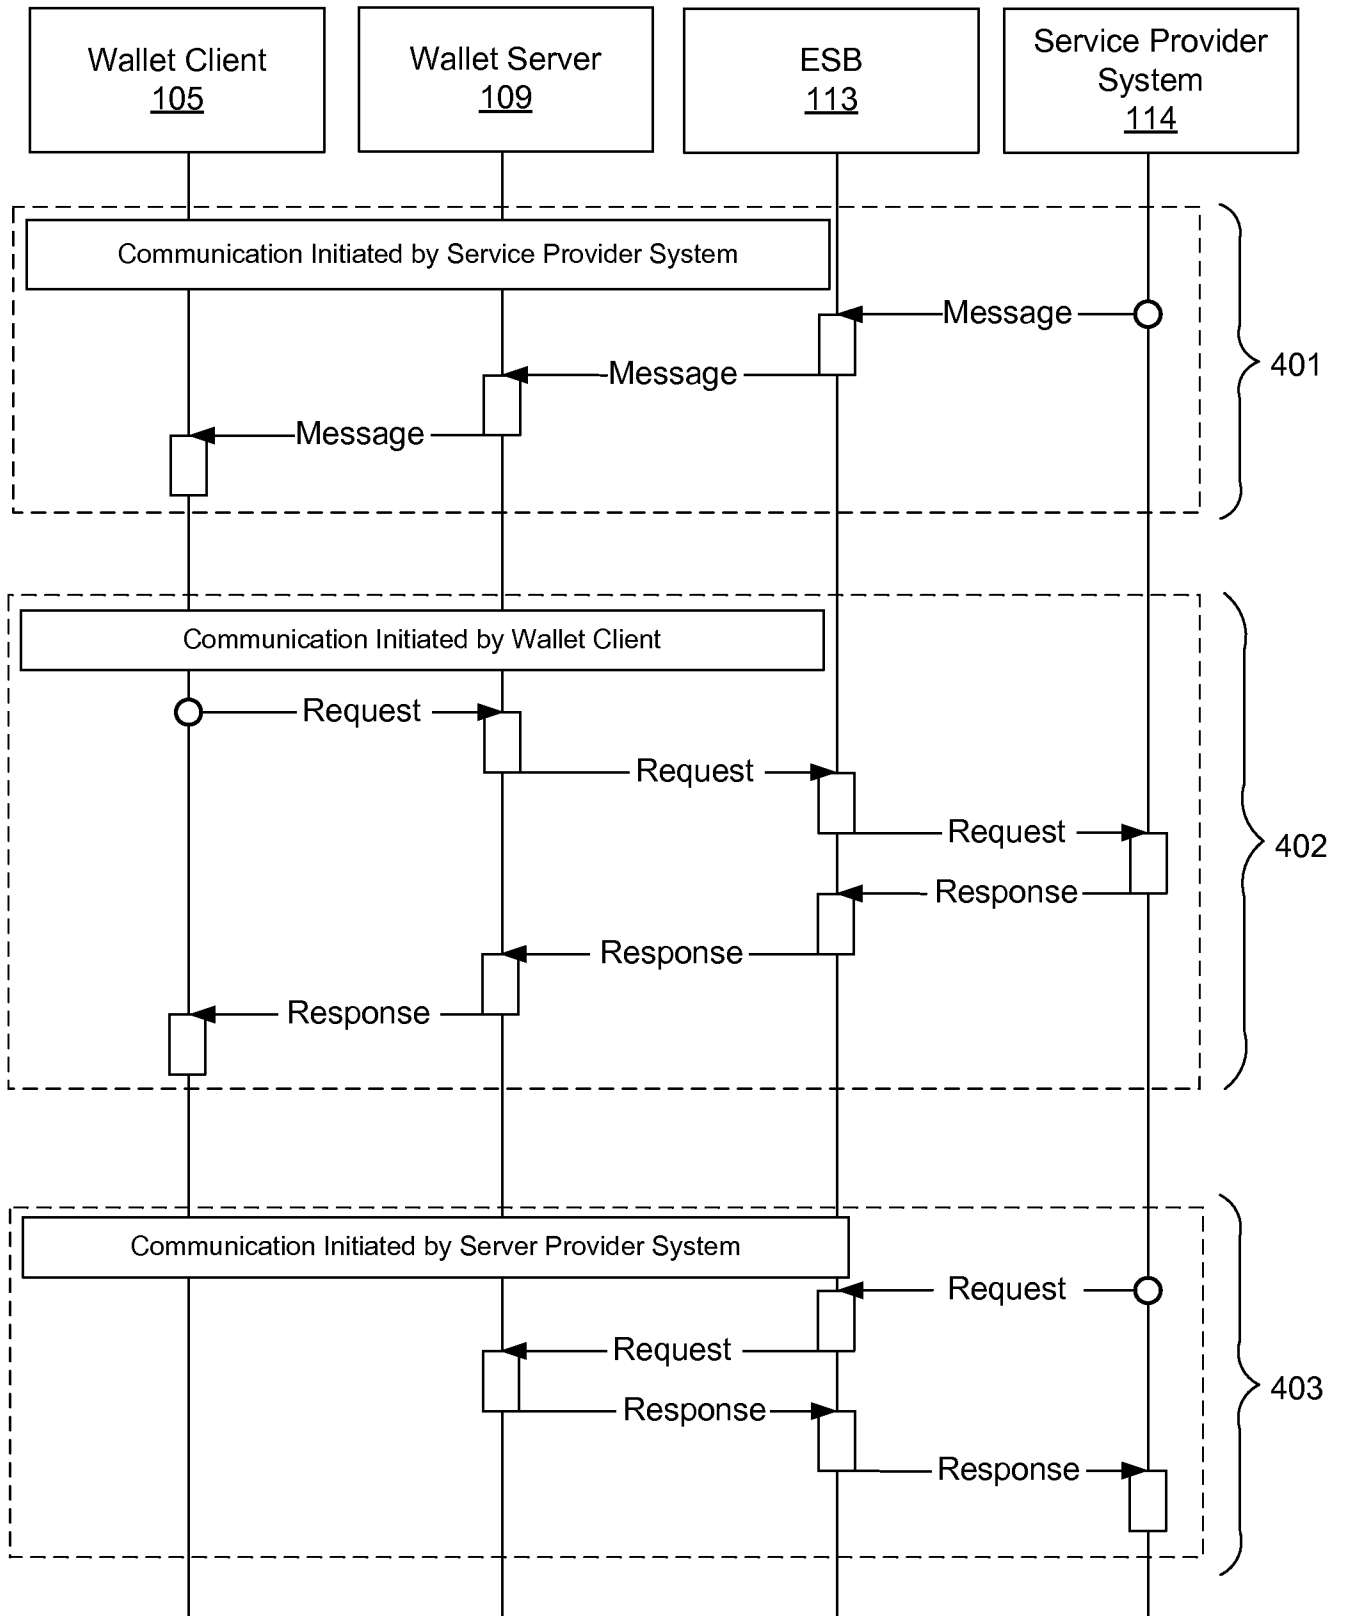 Wallet Client
105
Wallet Server
109
ESB
113
Service Provider
System
114
Communication Initiated by Service Provider System
Message
Message
Message
401
Communication Initiated by Wallet Client
Request
Request
Request
Response
Response
Response
402
Communication Initiated by Server Provider System
Request
Request
Response
Response
403